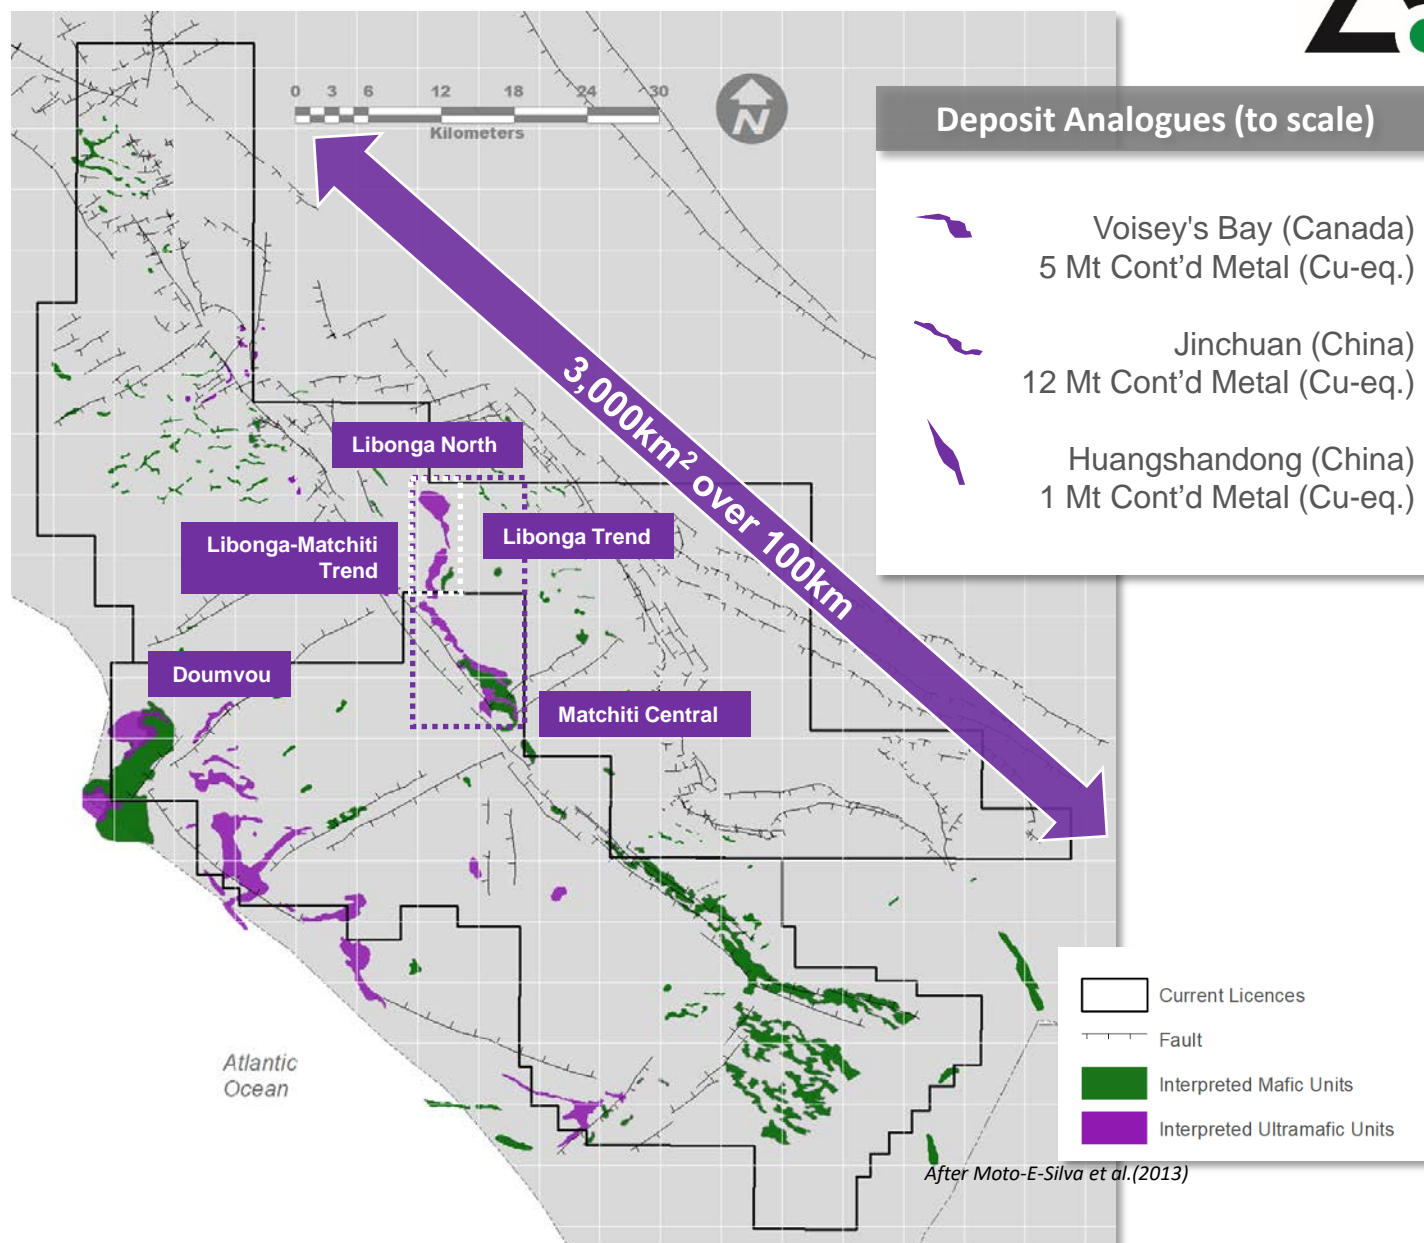 0 3 6 12 18 24 30
Kilometers
N
Deposit Analogues (to scale)
Voisey's Bay (Canada)
5 Mt Cont’d Metal (Cu-eq.)
Jinchuan (China)
12 Mt Cont’d Metal (Cu-eq.)
Huangshandong (China)
1 Mt Cont’d Metal (Cu-eq.)
3,000km² over 100km
Libonga North
Libonga-Matchiti
Trend
Libonga Trend
Doumvou
Matchiti Central
Atlantic
Ocean
Current Licences
Fault
Interpreted Mafic Units
Interpreted Ultramafic Units
After Moto-E-Silva et al.(2013)